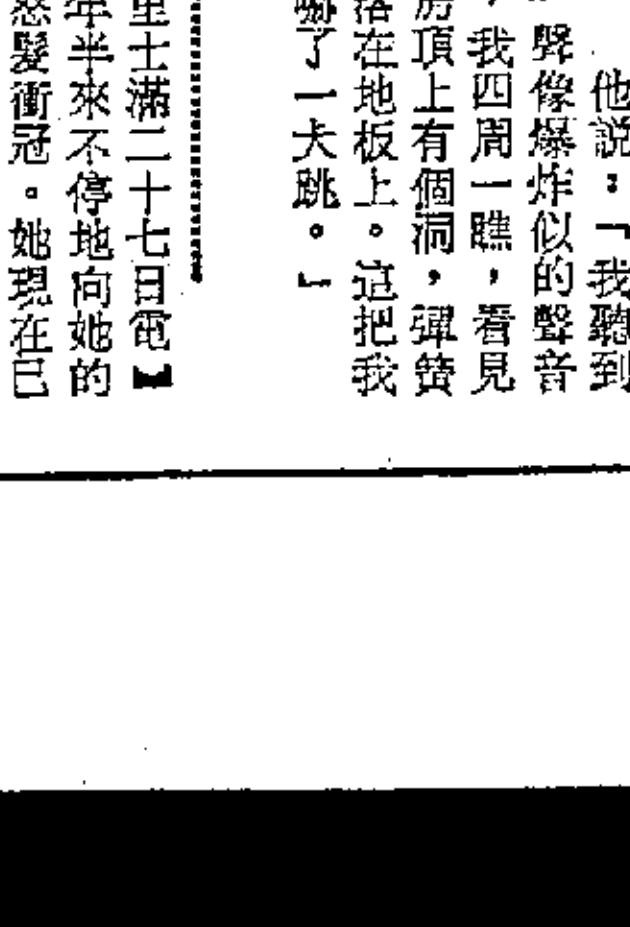 他説：「我聽到
聲像爆炸似的聲音
，我四周一瞧，看見
房頂上有個洞，彈簧
落在地板上。這把我
嚇了一大跳。」
里士滿二十七日電】
年半來不停地向她的
怒髮衝冠。她現在已